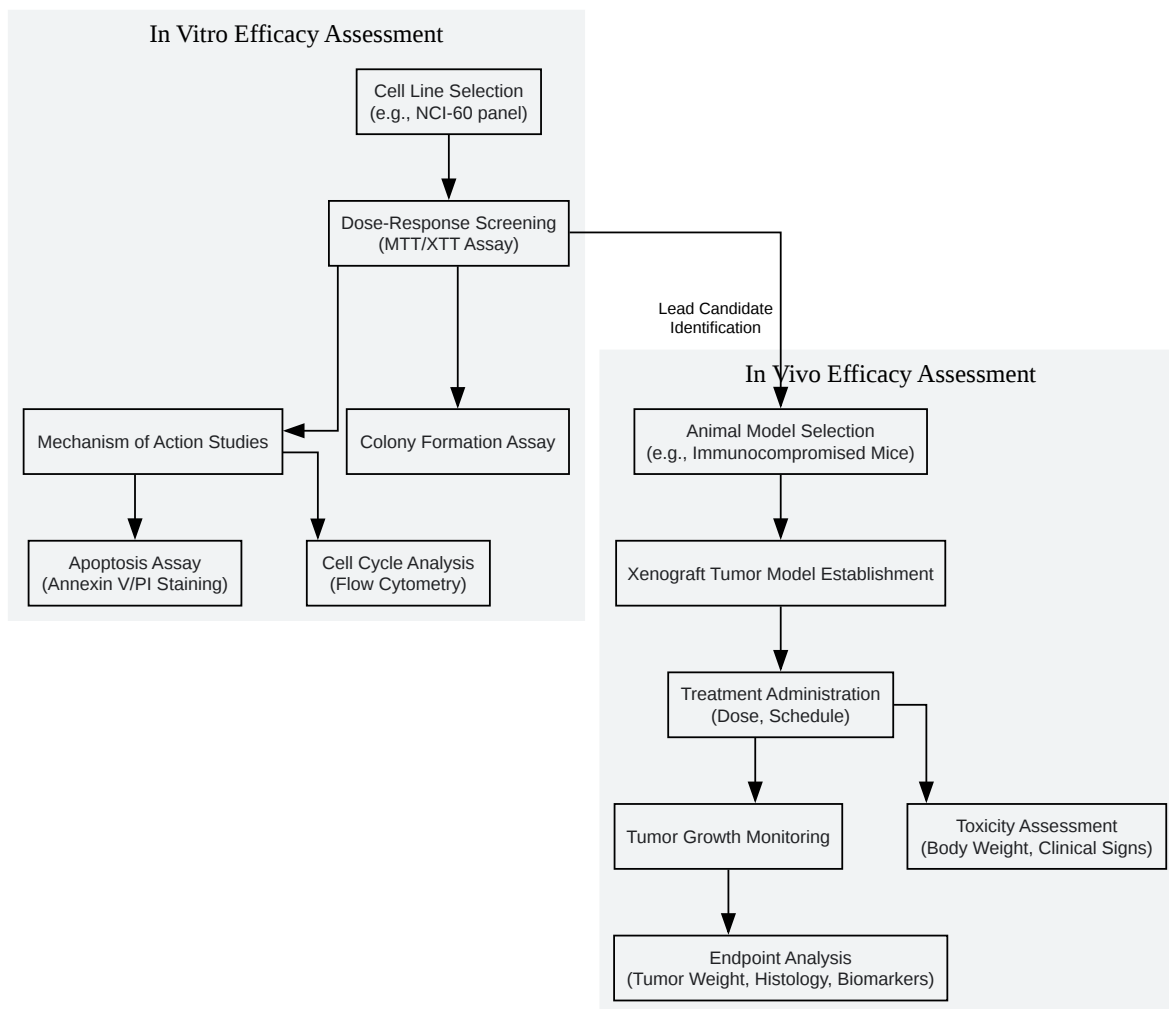 In Vitro Efficacy Assessment
Cell Line Selection
(e.g., NCI-60 panel)
Dose-Response Screening
(MTT/XTT Assay)
Lead Candidate
Identification
In Vivo Efficacy Assessment
Mechanism of Action Studies
Colony Formation Assay
Animal Model Selection
(e.g., Immunocompromised Mice)
Apoptosis Assay
(Annexin V/PI Staining)
Cell Cycle Analysis
(Flow Cytometry)
Xenograft Tumor Model Establishment
Treatment Administration
(Dose, Schedule)
Tumor Growth Monitoring
Toxicity Assessment
(Body Weight, Clinical Signs)
Endpoint Analysis
(Tumor Weight, Histology, Biomarkers)